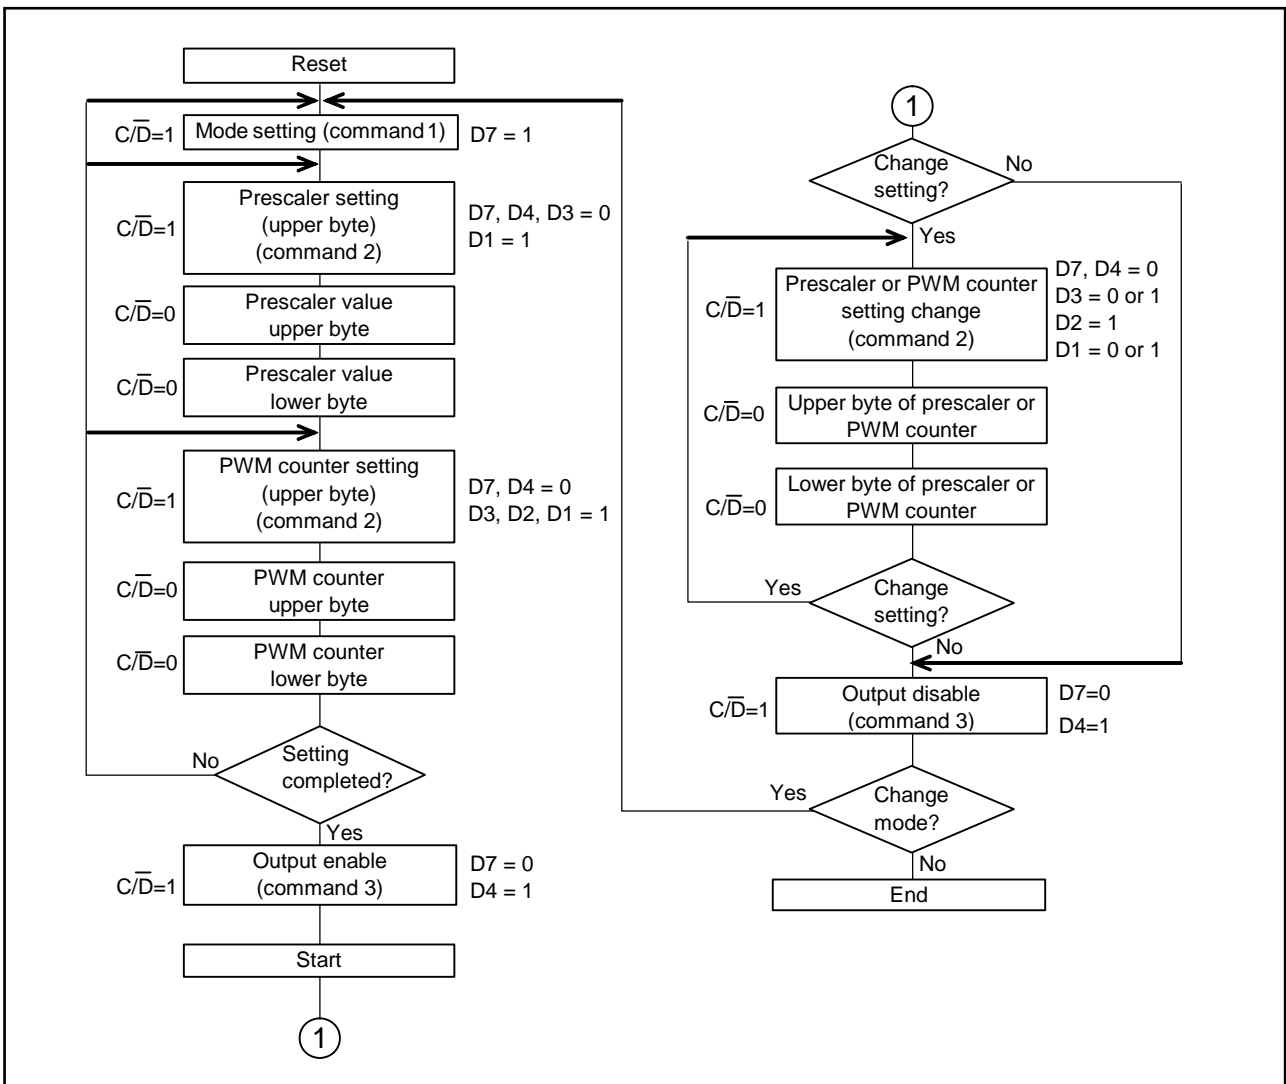 Reset
C/D̅=1
Mode setting (command 1)
D7 = 1
C/D̅=1
Prescaler setting
(upper byte)
(command 2)
D7, D4, D3 = 0
D1 = 1
C/D̅=0
Prescaler value
upper byte
C/D̅=0
Prescaler value
lower byte
C/D̅=1
PWM counter setting
(upper byte)
(command 2)
D7, D4 = 0
D3, D2, D1 = 1
C/D̅=0
PWM counter
upper byte
C/D̅=0
PWM counter
lower byte
No
Setting
completed?
Yes
C/D̅=1
Output enable
(command 3)
D7 = 0
D4 = 1
Start
1
1
Change
setting?
No
Yes
C/D̅=1
Prescaler or PWM counter
setting change
(command 2)
D7, D4 = 0
D3 = 0 or 1
D2 = 1
D1 = 0 or 1
C/D̅=0
Upper byte of prescaler or
PWM counter
C/D̅=0
Lower byte of prescaler or
PWM counter
Yes
Change
setting?
No
C/D̅=1
Output disable
(command 3)
D7=0
D4=1
Yes
Change
mode?
No
End